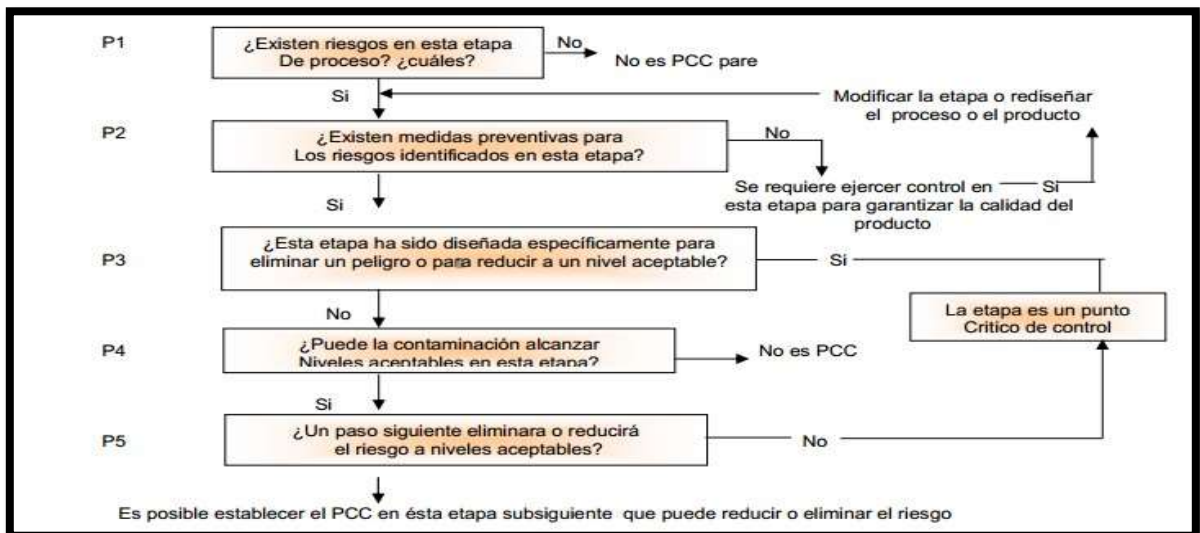 P1
¿Existen riesgos en esta etapa
De proceso? ¿cuáles?
No
No es PCC pare
Si
Modificar la etapa o rediseñar
el proceso o el producto
P2
¿Existen medidas preventivas para
Los riesgos identificados en esta etapa?
No
Si
Se requiere ejercer control en
esta etapa para garantizar la calidad del
producto
Si
P3
¿Esta etapa ha sido diseñada específicamente para
eliminar un peligro o para reducir a un nivel aceptable?
Si
No
La etapa es un punto
Critico de control
P4
¿Puede la contaminación alcanzar
Niveles aceptables en esta etapa?
No es PCC
Si
P5
¿Un paso siguiente eliminara o reducirá
el riesgo a niveles aceptables?
No
Es posible establecer el PCC en ésta etapa subsiguiente que puede reducir o eliminar el riesgo